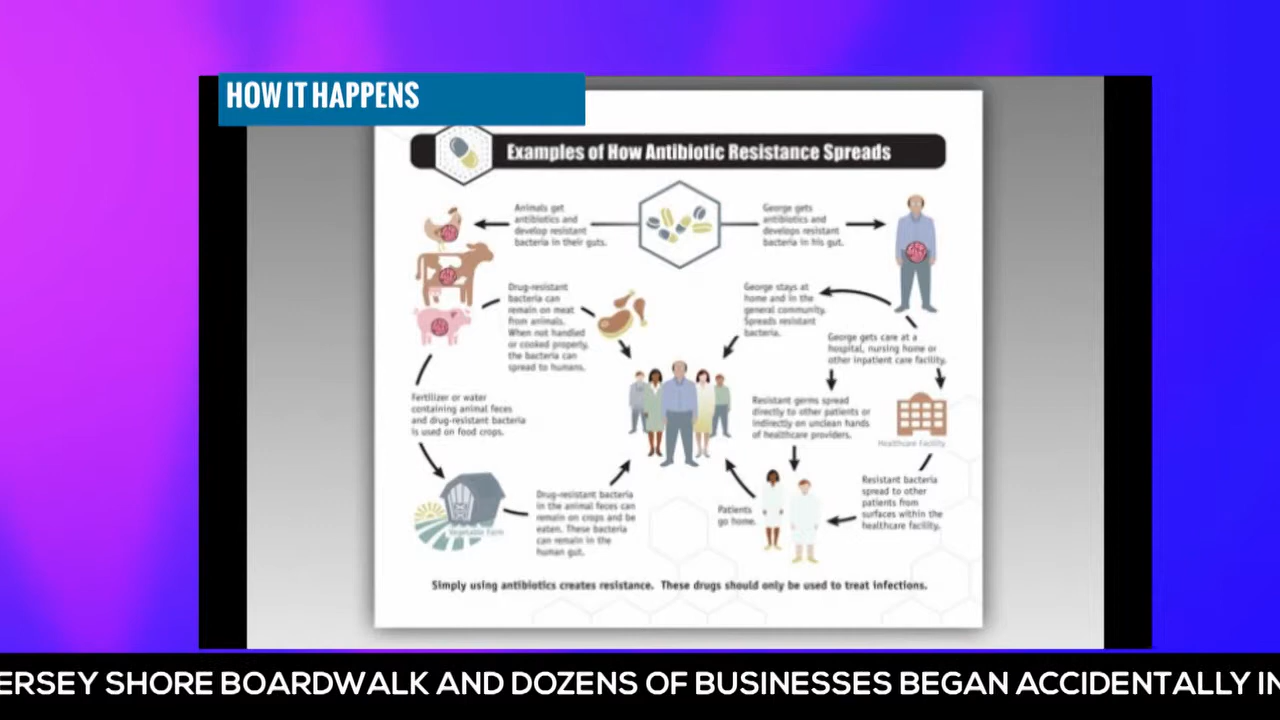 HOW IT HAPPENS
Examples of How Antibiotic Resistance Spreads
Animals get
antibiotics and
develop resistant
bacteria in their guts.
George gets
antibiotics and
develops resistant
bacteria in his gut.
Drug-resistant
bacteria can
remain on meat
from animals.
When not handled
or cooked properly,
the bacteria can
spread to humans.
George stays at
home and in the
general community.
Spreads resistant
bacteria.
George gets care at a
hospital, nursing home or
other inpatient care facility.
Fertilizer or water
containing animal feces
and drug-resistant bacteria
is used on food crops.
Resistant germs spread
directly to other patients or
indirectly on unclean hands
of healthcare providers.
Healthcare Facility
Vegetable Farm
Drug-resistant bacteria
in the animal feces can
remain on crops and be
eaten. These bacteria
can remain in the
human gut.
Patients
go home.
Resistant bacteria
spread to other
patients from
surfaces within the
healthcare facility.
Simply using antibiotics creates resistance. These drugs should only be used to treat infections.
ERSEY SHORE BOARDWALK AND DOZENS OF BUSINESSES BEGAN ACCIDENTALLY IN